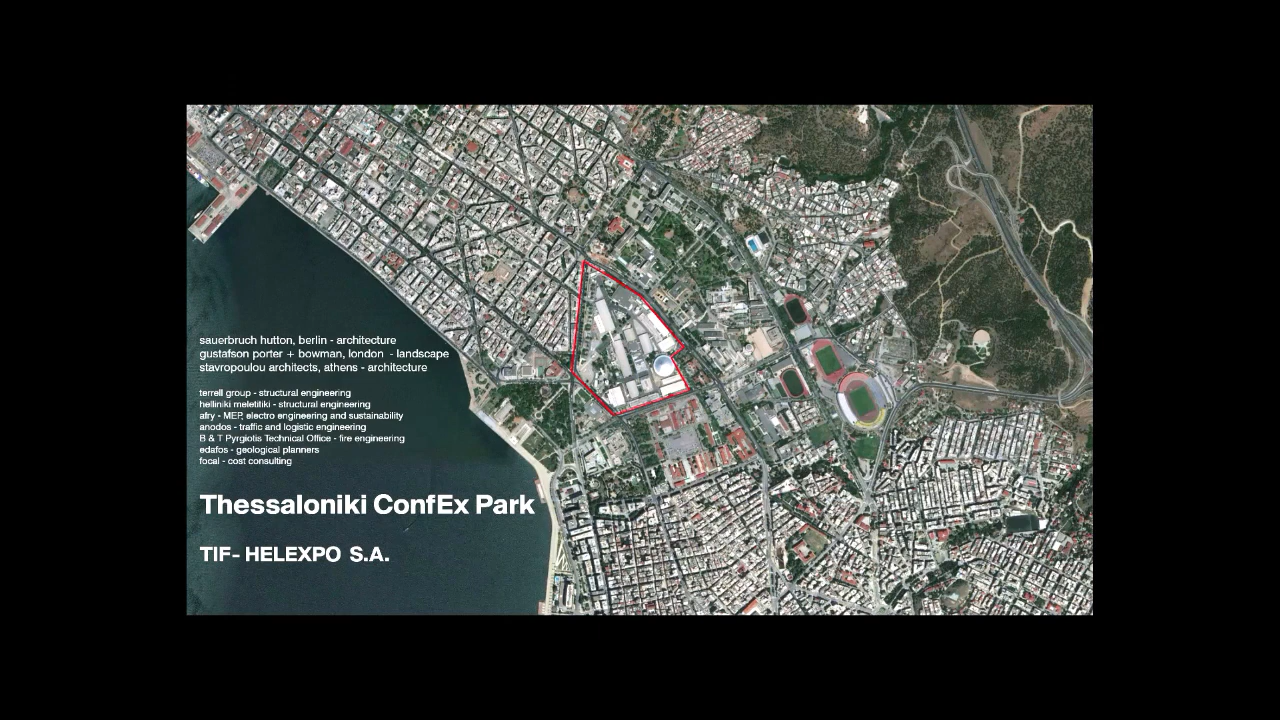 sauerbruch hutton, berlin - architecture
gustafson porter + bowman, london - landscape
stavropoulou architects, athens - architecture
terrell group - structural engineering
helliniki meletitiki - structural engineering
afry - MEP, electro engineering and sustainability
anodos - traffic and logistic engineering
B & T Pyrgiotis Technical Office - fire engineering
edafos - geological planners
focal - cost consulting
Thessaloniki ConfEx Park
TIF- HELEXPO S.A.